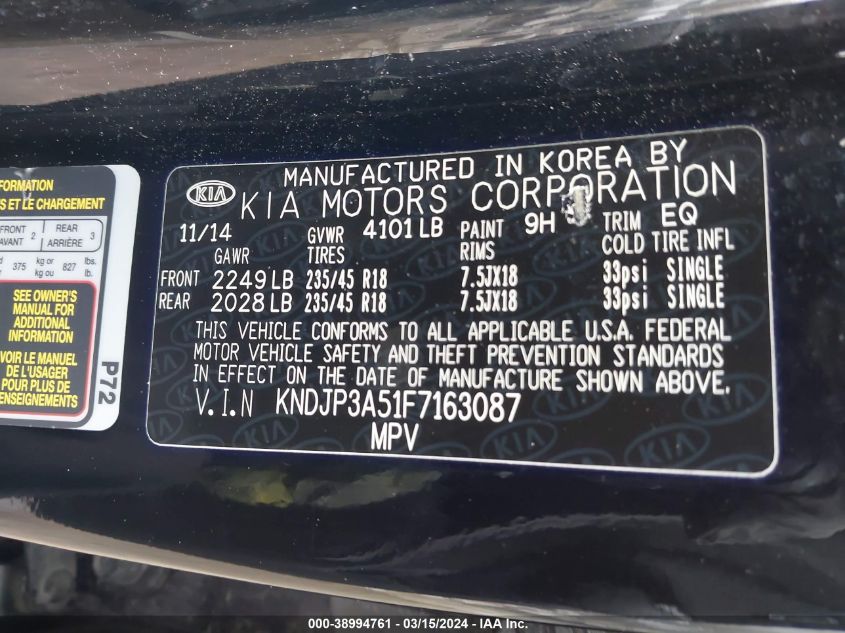 FORMATION
S ET LE CHARGEMENT
FRONT 2 REAR 3
AVANT ARRIÈRE
375 kg or 827 lbs.
kg ou lb.
SEE OWNER'S
MANUAL FOR
ADDITIONAL
INFORMATION
VOIR LE MANUEL
DE L'USAGER
POUR PLUS DE
RENSEIGNEMENTS
P72
MANUFACTURED IN KOREA BY
KIA KIA MOTORS CORPORATION
11/14 GVWR 4101 LB PAINT 9H TRIM EQ
GAWR TIRES RIMS COLD TIRE INFL
FRONT 2249 LB 235/45 R18 7.5JX18 33psi SINGLE
REAR 2028 LB 235/45 R18 7.5JX18 33psi SINGLE
THIS VEHICLE CONFORMS TO ALL APPLICABLE U.S.A. FEDERAL
MOTOR VEHICLE SAFETY AND THEFT PREVENTION STANDARDS
IN EFFECT ON THE DATE OF MANUFACTURE SHOWN ABOVE.
V.I.N KNDJP3A51F7163087
MPV
000-38994761 - 03/15/2024 - IAA Inc.